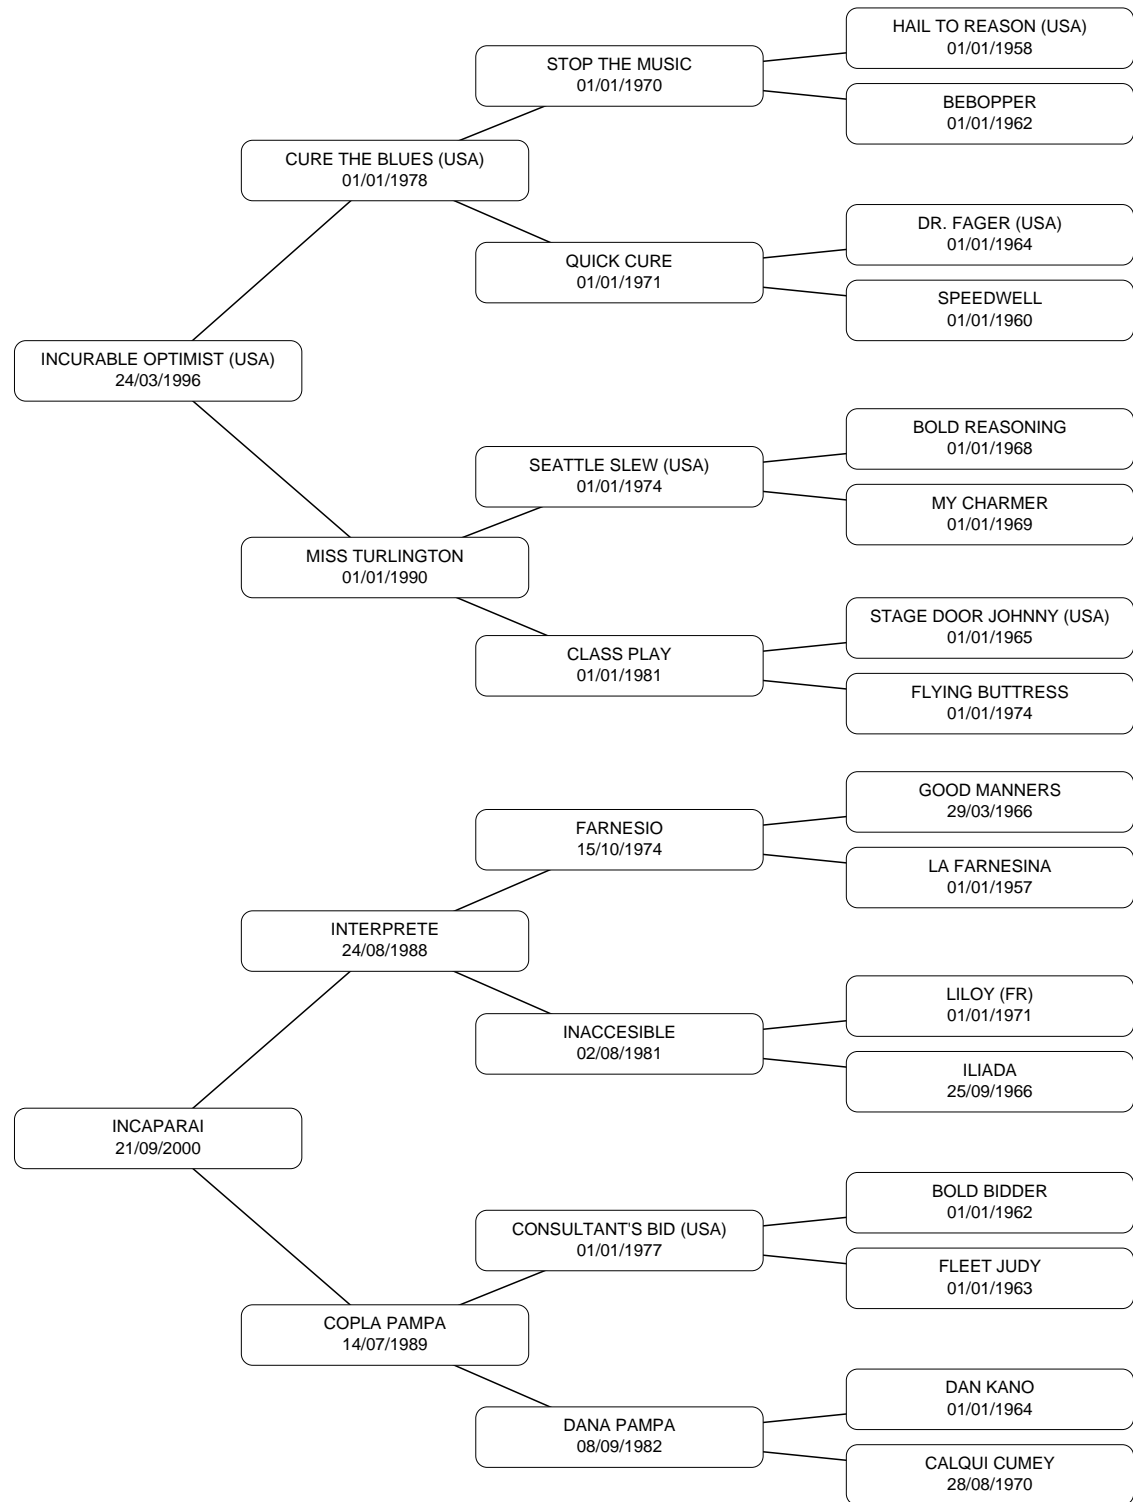 HAIL TO REASON (USA)
01/01/1958
STOP THE MUSIC
01/01/1970
BEBOPPER
01/01/1962
CURE THE BLUES (USA)
01/01/1978
DR. FAGER (USA)
01/01/1964
QUICK CURE
01/01/1971
SPEEDWELL
01/01/1960
INCURABLE OPTIMIST (USA)
24/03/1996
BOLD REASONING
01/01/1968
SEATTLE SLEW (USA)
01/01/1974
MY CHARMER
01/01/1969
MISS TURLINGTON
01/01/1990
STAGE DOOR JOHNNY (USA)
01/01/1965
CLASS PLAY
01/01/1981
FLYING BUTTRESS
01/01/1974
GOOD MANNERS
29/03/1966
FARNESIO
15/10/1974
LA FARNESINA
01/01/1957
INTERPRETE
24/08/1988
LILOY (FR)
01/01/1971
INACCESIBLE
02/08/1981
ILIADA
25/09/1966
INCAPARAI
21/09/2000
BOLD BIDDER
01/01/1962
CONSULTANT'S BID (USA)
01/01/1977
FLEET JUDY
01/01/1963
COPLA PAMPA
14/07/1989
DAN KANO
01/01/1964
DANA PAMPA
08/09/1982
CALQUI CUMEY
28/08/1970